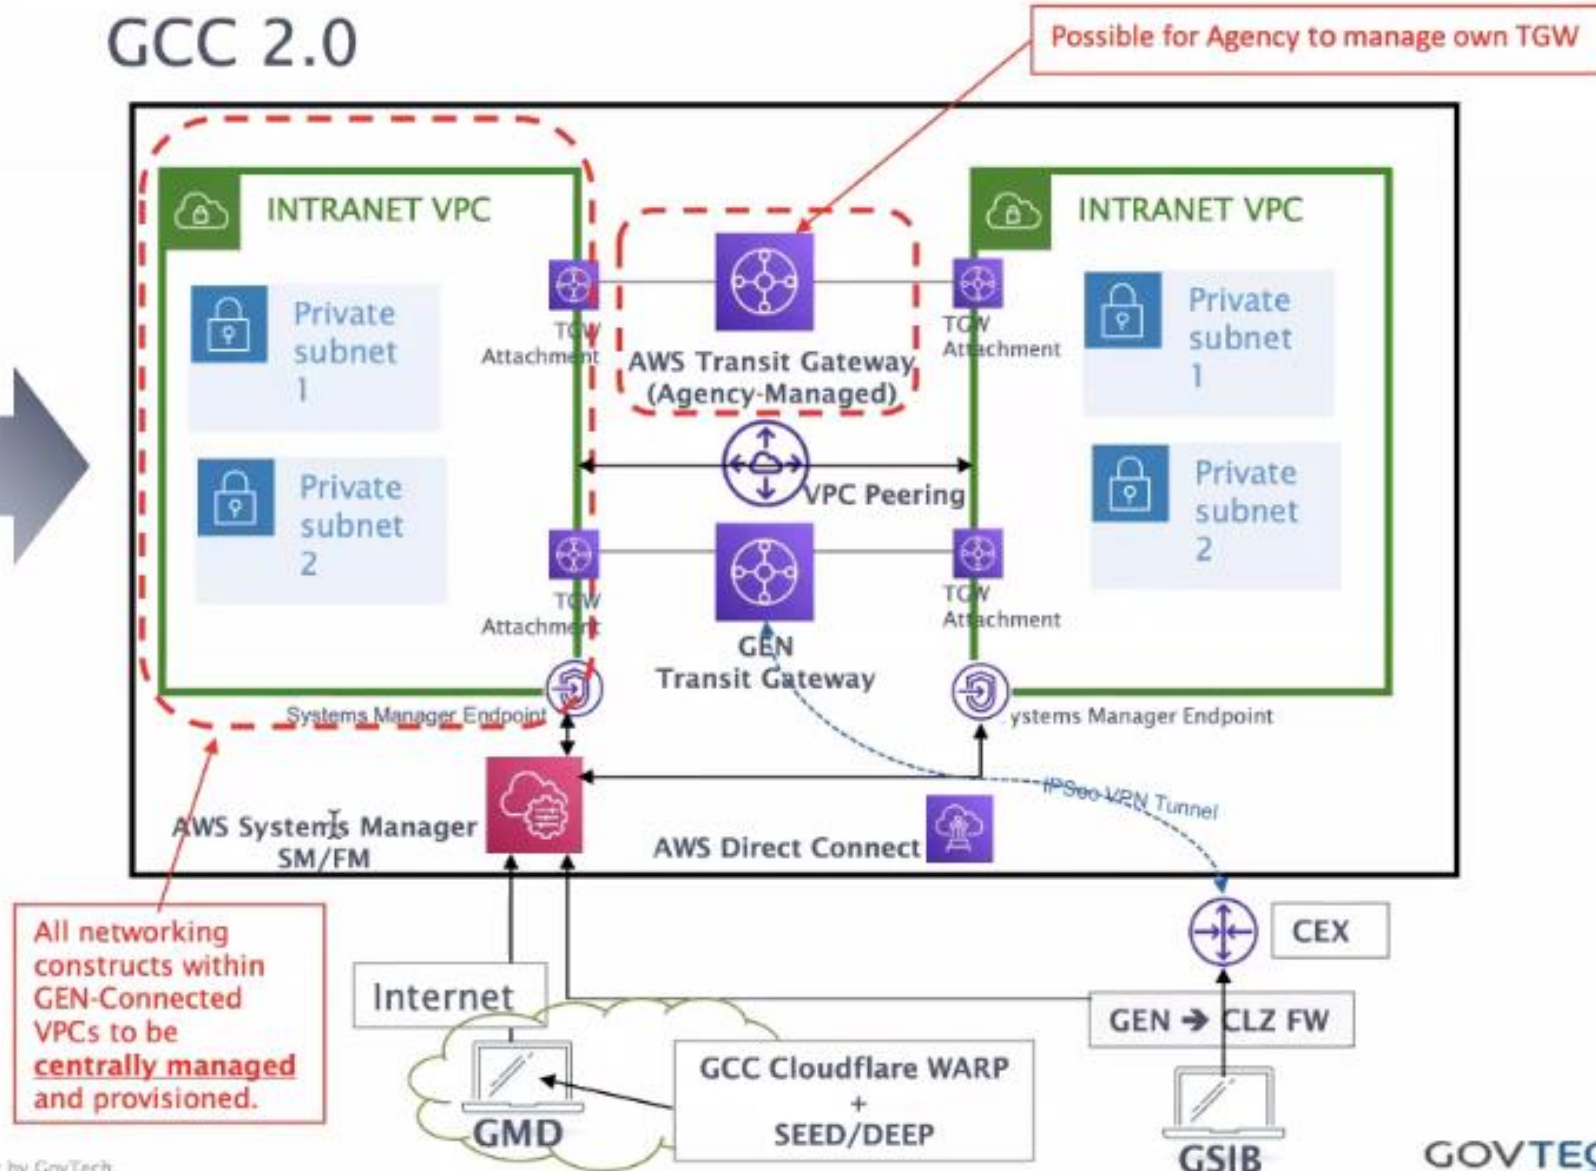 GCC 2.0
Possible for Agency to manage own TGW
INTRANET VPC
Private
subnet
1
Private
subnet
2
TGW
Attachment
TGW
Attachment
Systems Manager Endpoint
AWS Transit Gateway
(Agency-Managed)
VPC Peering
GEN
Transit Gateway
INTRANET VPC
TGW
Attachment
TGW
Attachment
Private
subnet
1
Private
subnet
2
ystems Manager Endpoint
IPSec VPN Tunnel
AWS Systems Manager
SM/FM
AWS Direct Connect
All networking
constructs within
GEN-Connected
VPCs to be
centrally managed
and provisioned.
Internet
GMD
GCC Cloudflare WARP
+
SEED/DEEP
CEX
GEN ➔ CLZ FW
GSIB
by GovTech
GOVTEC